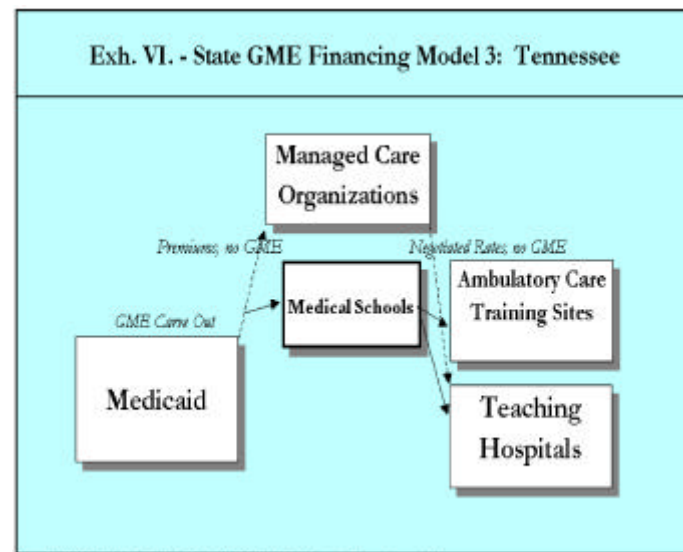 Exh. VI. - State GME Financing Model 3: Tennessee
Managed Care
Organizations
Premiums, no GME
Negotiated Rates, no GME
Medical Schools
Ambulatory Care
Training Sites
GME Carve Out
Medicaid
Teaching
Hospitals